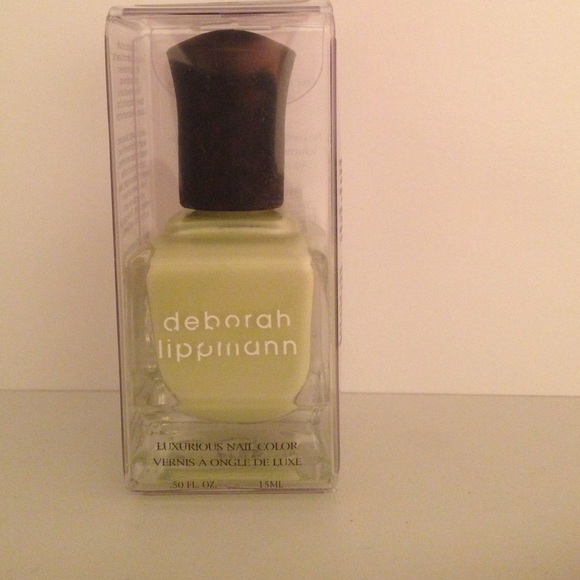 deborah
lippmann
LUXURIOUS NAIL COLOR
VERNIS A ONGLE DE LUXE
.50 FL. OZ. 15ML